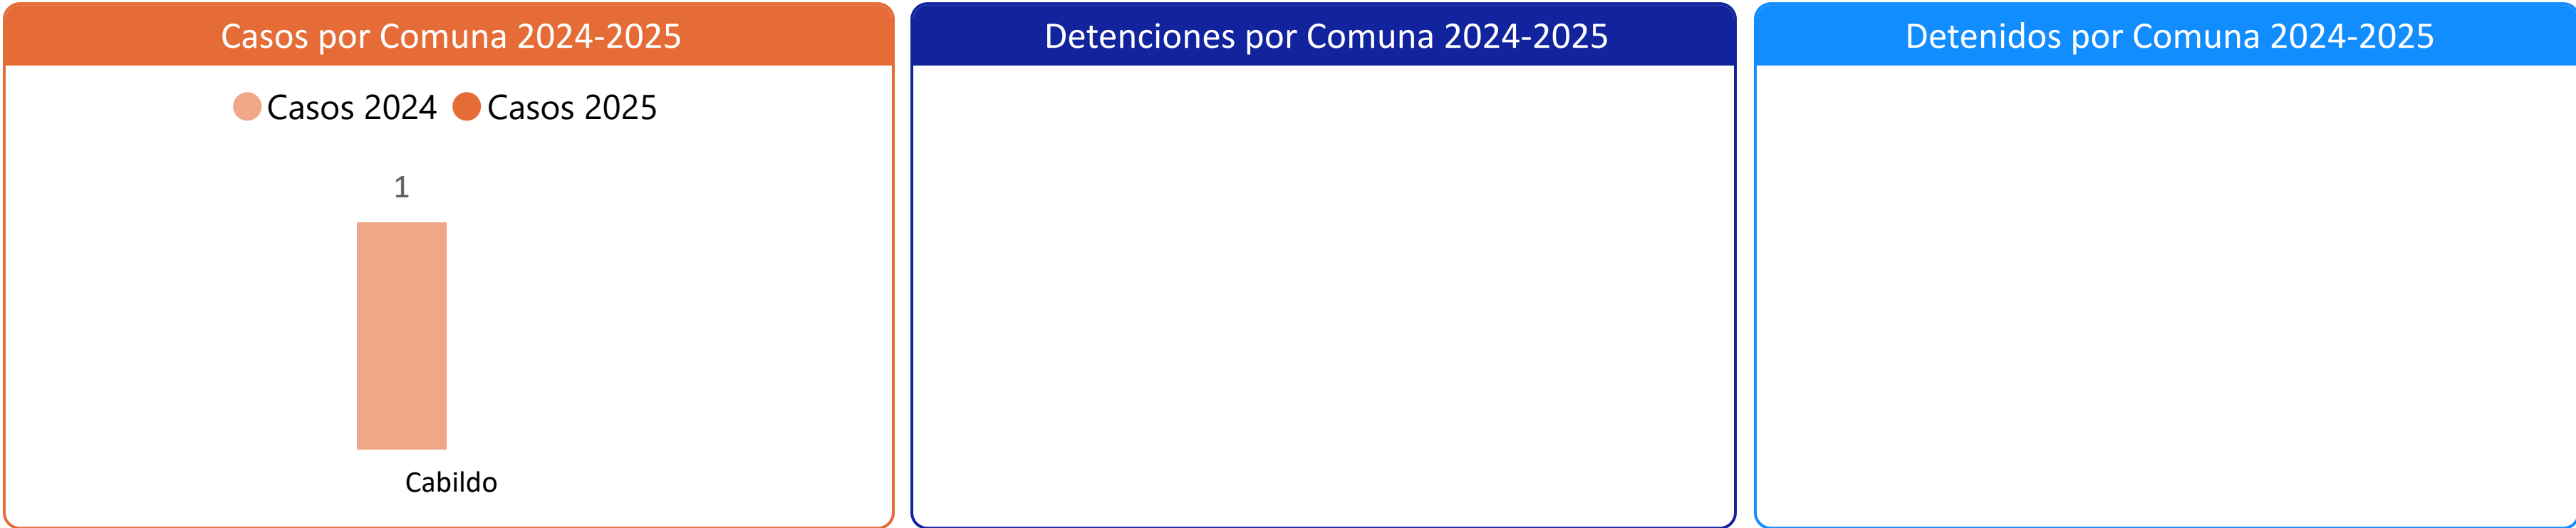 Casos por Comuna 2024-2025
Casos 2024 Casos 2025
1
Cabildo
Detenciones por Comuna 2024-2025
Detenidos por Comuna 2024-2025